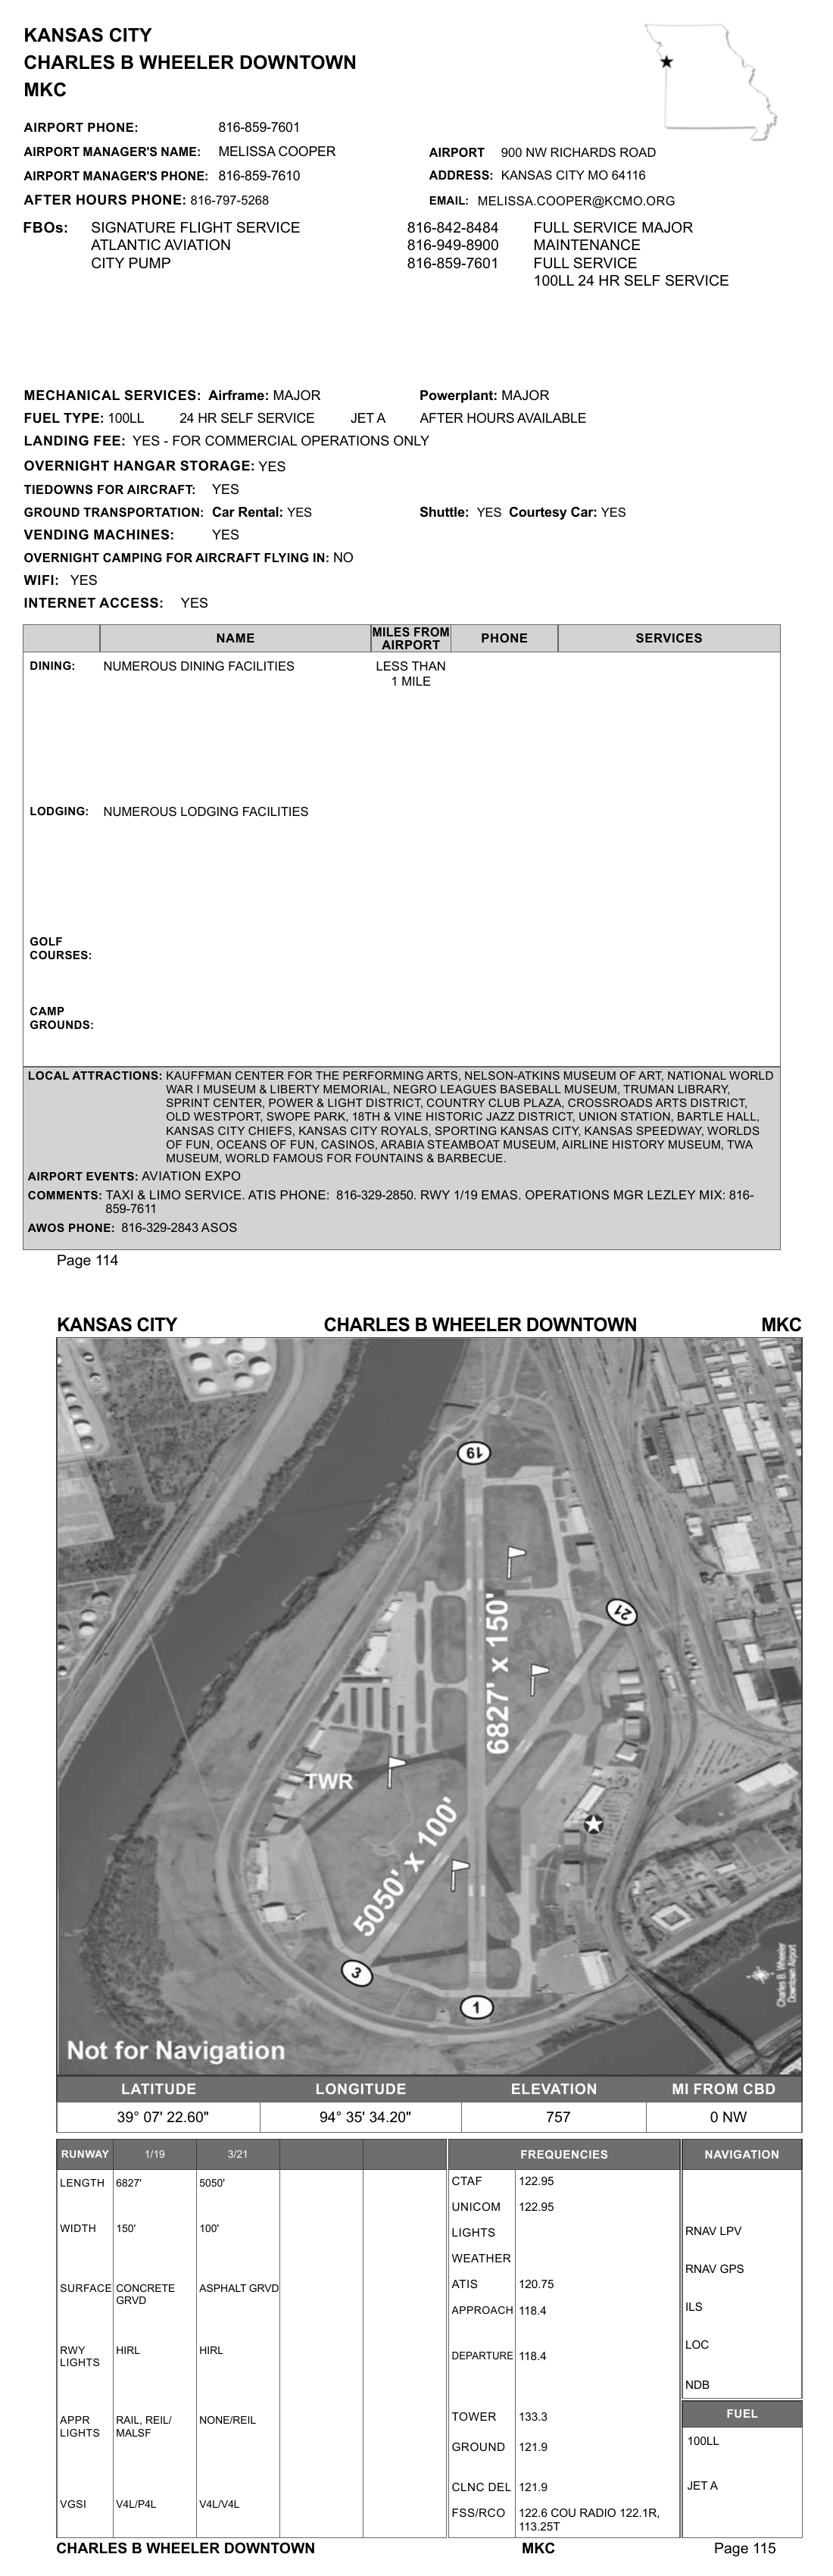 KANSAS CITY
CHARLES B WHEELER DOWNTOWN
MKC
AIRPORT PHONE: 816-859-7601
AIRPORT MANAGER'S NAME: MELISSA COOPER
AIRPORT 900 NW RICHARDS ROAD
AIRPORT MANAGER'S PHONE: 816-859-7610
ADDRESS: KANSAS CITY MO 64116
AFTER HOURS PHONE: 816-797-5268
EMAIL: MELISSA.COOPER@KCMO.ORG
FBOs: SIGNATURE FLIGHT SERVICE 816-842-8484 FULL SERVICE MAJOR
ATLANTIC AVIATION 816-949-8900 MAINTENANCE
CITY PUMP 816-859-7601 FULL SERVICE
100LL 24 HR SELF SERVICE
MECHANICAL SERVICES: Airframe: MAJOR Powerplant: MAJOR
FUEL TYPE: 100LL 24 HR SELF SERVICE JET A AFTER HOURS AVAILABLE
LANDING FEE: YES - FOR COMMERCIAL OPERATIONS ONLY
OVERNIGHT HANGAR STORAGE: YES
TIEDOWNS FOR AIRCRAFT: YES
GROUND TRANSPORTATION: Car Rental: YES Shuttle: YES Courtesy Car: YES
VENDING MACHINES: YES
OVERNIGHT CAMPING FOR AIRCRAFT FLYING IN: NO
WIFI: YES
INTERNET ACCESS: YES
NAME MILES FROM AIRPORT PHONE SERVICES
DINING: NUMEROUS DINING FACILITIES LESS THAN
1 MILE
LODGING: NUMEROUS LODGING FACILITIES
GOLF
COURSES:
CAMP
GROUNDS:
LOCAL ATTRACTIONS: KAUFFMAN CENTER FOR THE PERFORMING ARTS, NELSON-ATKINS MUSEUM OF ART, NATIONAL WORLD
WAR I MUSEUM & LIBERTY MEMORIAL, NEGRO LEAGUES BASEBALL MUSEUM, TRUMAN LIBRARY,
SPRINT CENTER, POWER & LIGHT DISTRICT, COUNTRY CLUB PLAZA, CROSSROADS ARTS DISTRICT,
OLD WESTPORT, SWOPE PARK, 18TH & VINE HISTORIC JAZZ DISTRICT, UNION STATION, BARTLE HALL,
KANSAS CITY CHIEFS, KANSAS CITY ROYALS, SPORTING KANSAS CITY, KANSAS SPEEDWAY, WORLDS
OF FUN, OCEANS OF FUN, CASINOS, ARABIA STEAMBOAT MUSEUM, AIRLINE HISTORY MUSEUM, TWA
MUSEUM, WORLD FAMOUS FOR FOUNTAINS & BARBECUE.
AIRPORT EVENTS: AVIATION EXPO
COMMENTS: TAXI & LIMO SERVICE. ATIS PHONE: 816-329-2850. RWY 1/19 EMAS. OPERATIONS MGR LEZLEY MIX: 816-
859-7611
AWOS PHONE: 816-329-2843 ASOS
Page 114
KANSAS CITY CHARLES B WHEELER DOWNTOWN MKC
19
21
6827' x 150'
TWR
5050' x 100'
3
1
Charles B. Wheeler
Downtown Airport
Not for Navigation
LATITUDE LONGITUDE ELEVATION MI FROM CBD
39° 07' 22.60" 94° 35' 34.20" 757 0 NW
RUNWAY 1/19 3/21
LENGTH 6827' 5050'
WIDTH 150' 100'
SURFACE CONCRETE GRVD ASPHALT GRVD
RWY LIGHTS HIRL HIRL
APPR LIGHTS RAIL, REIL/ MALSF NONE/REIL
VGSI V4L/P4L V4L/V4L
FREQUENCIES
CTAF 122.95
UNICOM 122.95
LIGHTS
WEATHER
ATIS 120.75
APPROACH 118.4
DEPARTURE 118.4
TOWER 133.3
GROUND 121.9
CLNC DEL 121.9
FSS/RCO 122.6 COU RADIO 122.1R,
113.25T
NAVIGATION
RNAV LPV
RNAV GPS
ILS
LOC
NDB
FUEL
100LL
JET A
CHARLES B WHEELER DOWNTOWN MKC Page 115